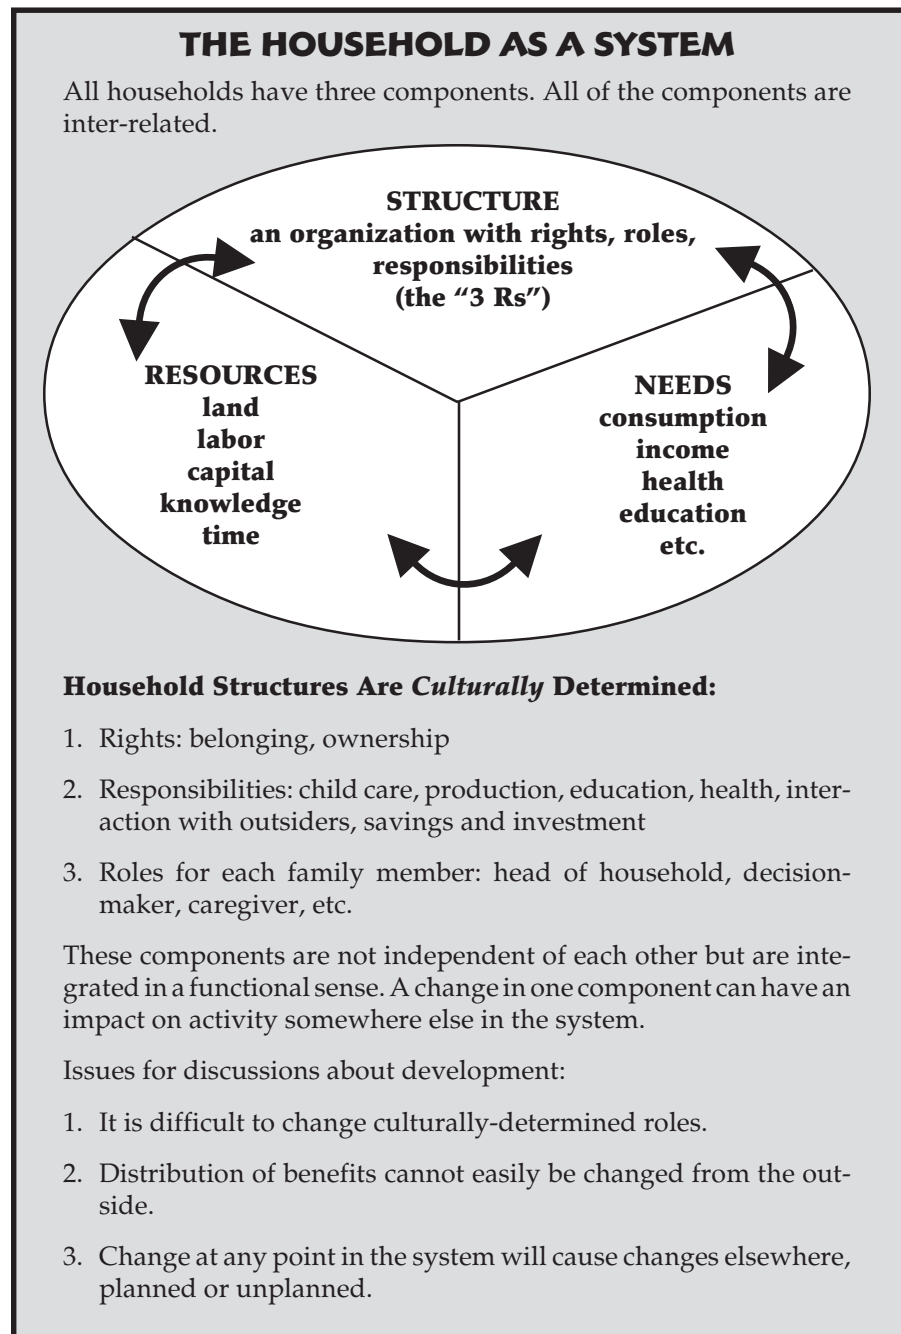 THE HOUSEHOLD AS A SYSTEM
All households have three components. All of the components are
inter-related.
STRUCTURE
an organization with rights, roles,
responsibilities
(the “3 Rs”)
RESOURCES
land
labor
capital
knowledge
time
NEEDS
consumption
income
health
education
etc.
Household Structures Are Culturally Determined:
1. Rights: belonging, ownership
2. Responsibilities: child care, production, education, health, inter-
action with outsiders, savings and investment
3. Roles for each family member: head of household, decision-
maker, caregiver, etc.
These components are not independent of each other but are inte-
grated in a functional sense. A change in one component can have an
impact on activity somewhere else in the system.
Issues for discussions about development:
1. It is difficult to change culturally-determined roles.
2. Distribution of benefits cannot easily be changed from the out-
side.
3. Change at any point in the system will cause changes elsewhere,
planned or unplanned.